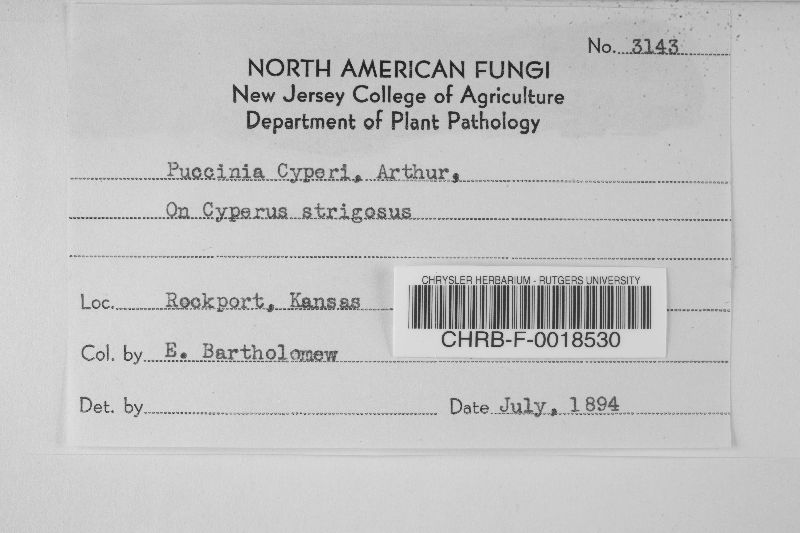 No. 3143
NORTH AMERICAN FUNGI
New Jersey College of Agriculture
Department of Plant Pathology
Puccinia Cyperi, Arthur,
On Cyperus strigosus
Loc. Rockport, Kansas
CHRYSLER HERBARIUM - RUTGERS UNIVERSITY
CHRB-F-0018530
Col. by E. Bartholomew
Det. by
Date July, 1894